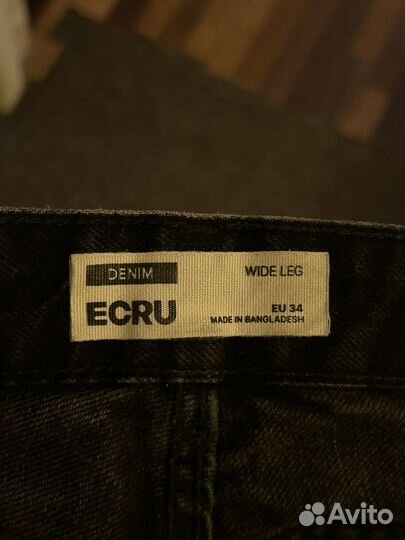 DENIM
WIDE LEG
ECRU
EU 34
MADE IN BANGLADESH
Avito